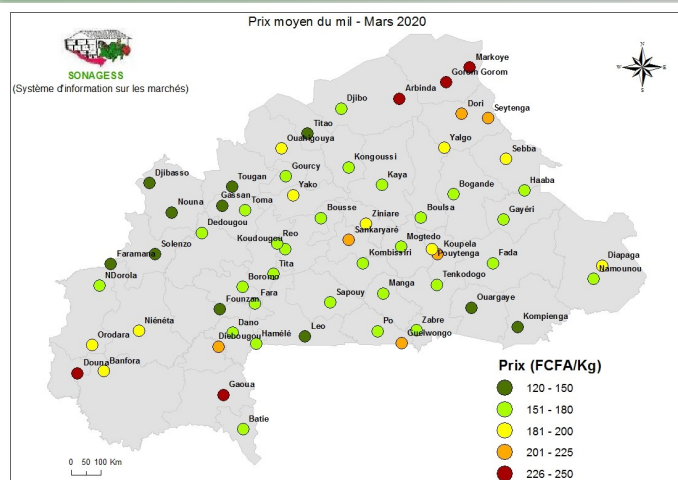 Prix moyen du mil - Mars 2020
SONAGESS
(Système d'information sur les marchés)
Markoye
Gorom Gorom
Arbinda
Djibo
Dori
Seytenga
Titao
Ouahigouya
Yalgo
Kongoussi
Sebba
Djibasso
Tougan
Gourcy
Kaya
Haaba
Gassan
Yako
Bogande
Nouna
Toma
Bousse
Ziniare
Boulsa
Gayéri
Dedougou
Sankaryaré
Koudougou
Reo
Mogtedo
Koupela
Pouytenga
Solenzo
Faramana
Kombissiri
Fada
Diapaga
Namounou
NDorola
Tita
Boromo
Tenkodogo
Fara
Sapouy
Manga
Founzan
Ouargaye
Niénéta
Dano
Hamélé
Leo
Po
Zabre
Kompienga
Orodara
Diebougou
Guelwongo
Douna
Banfora
Gaoua
Batie
Prix (FCFA/Kg)
120 - 150
151 - 180
181 - 200
201 - 225
226 - 250
0 50 100 Km
N
S